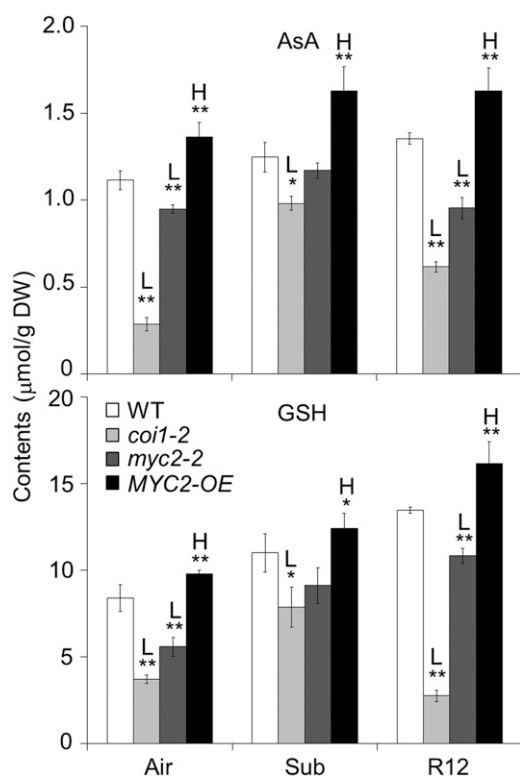 Contents (μmol/g DW)
2.0
1.5
1.0
0.5
0
AsA
L
**
L
**
H
**
L
*
H
**
L
**
L
**
H
**
20
15
10
5
0
GSH
WT
coi1-2
myc2-2
MYC2-OE
L
**
L
**
H
**
L
*
H
*
L
**
L
**
H
**
Air Sub R12